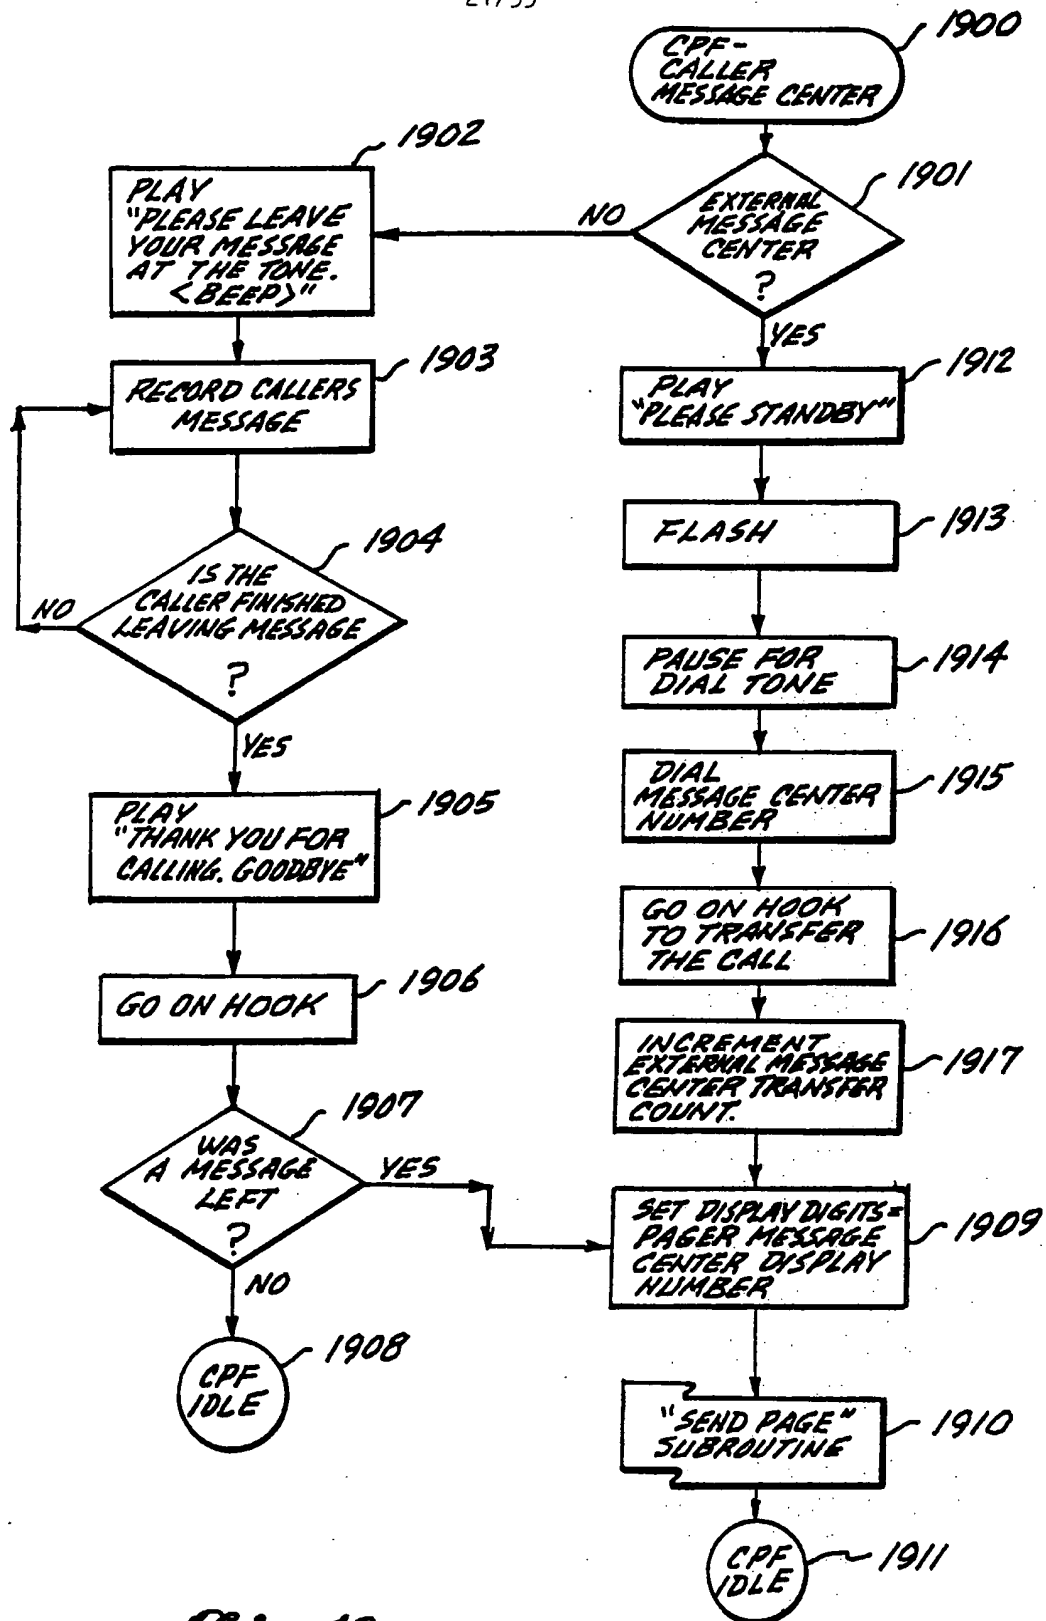 1900
CPF-
CALLER
MESSAGE CENTER
1901
EXTERNAL
MESSAGE
CENTER
?
NO
YES
1902
PLAY
"PLEASE LEAVE
YOUR MESSAGE
AT THE TONE.
<BEEP>"
1903
RECORD CALLERS
MESSAGE
1904
IS THE
CALLER FINISHED
LEAVING MESSAGE
?
NO
YES
1905
PLAY
"THANK YOU FOR
CALLING. GOODBYE"
1906
GO ON HOOK
1907
WAS
A MESSAGE
LEFT
?
YES
NO
1908
CPF
IDLE
1912
PLAY
"PLEASE STANDBY"
1913
FLASH
1914
PAUSE FOR
DIAL TONE
1915
DIAL
MESSAGE CENTER
NUMBER
1916
GO ON HOOK
TO TRANSFER
THE CALL
1917
INCREMENT
EXTERNAL MESSAGE
CENTER TRANSFER
COUNT.
1909
SET DISPLAY DIGITS=
PAGER MESSAGE
CENTER DISPLAY
NUMBER
1910
"SEND PAGE"
SUBROUTINE
1911
CPF
IDLE